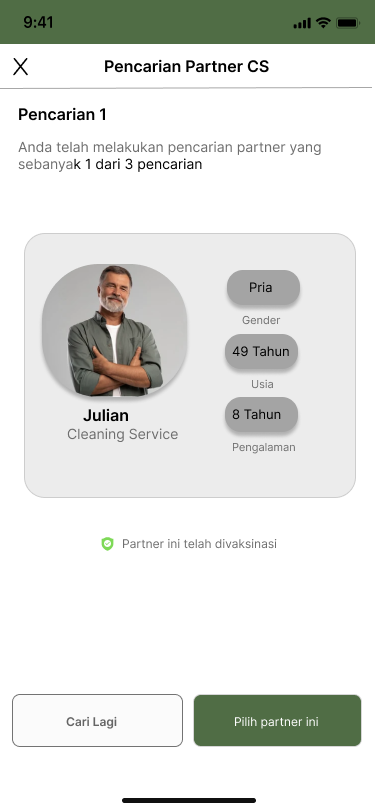 9:41
Pencarian Partner CS
Pencarian 1
Anda telah melakukan pencarian partner yang
sebanyak 1 dari 3 pencarian
Pria
Gender
49 Tahun
Usia
8 Tahun
Pengalaman
Julian
Cleaning Service
Partner ini telah divaksinasi
Cari Lagi
Pilih partner ini